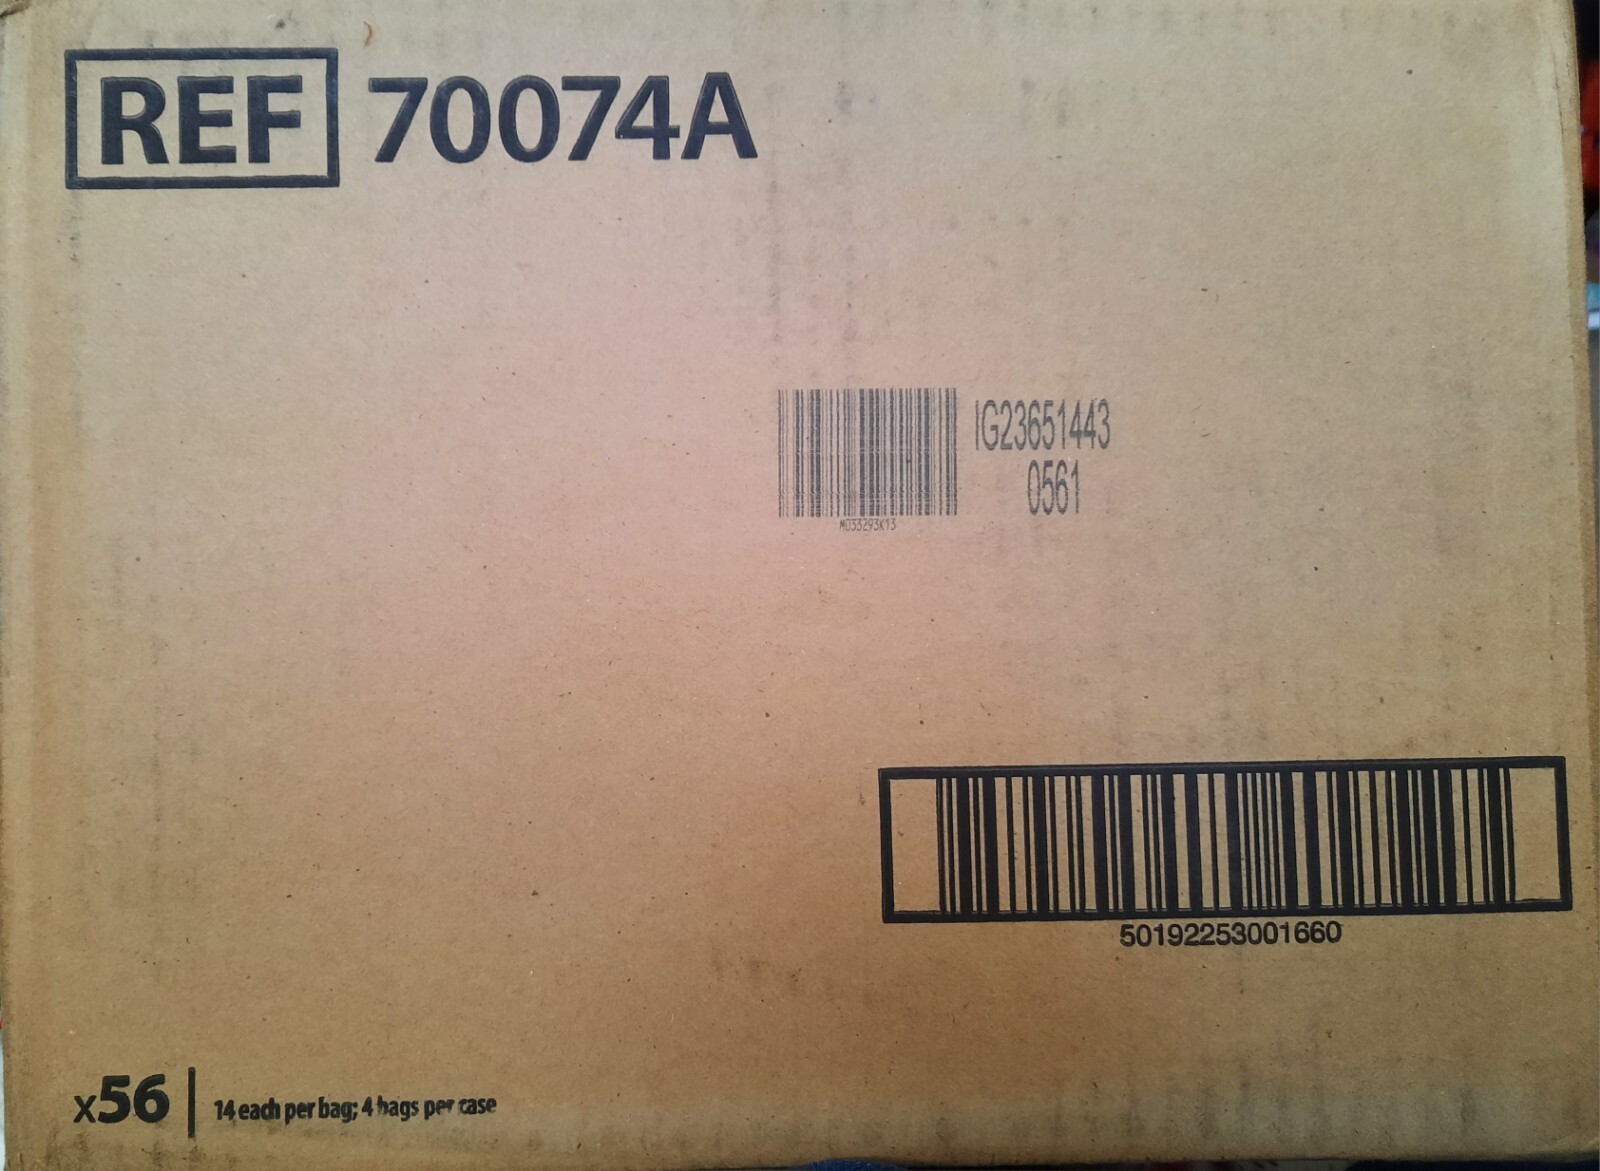 REF 70074A
IG23651443
0561
M033293K13
50192253001660
x56 | 14 each per bag; 4 bags per case